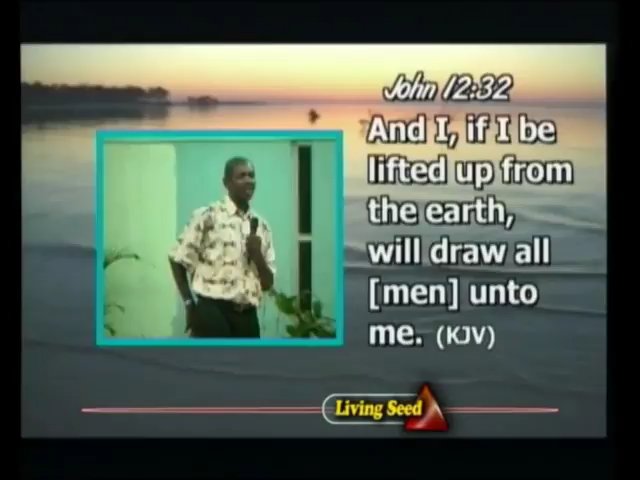 John 12:32
And I, if I be
lifted up from
the earth,
will draw all
[men] unto
me. (KJV)
Living Seed